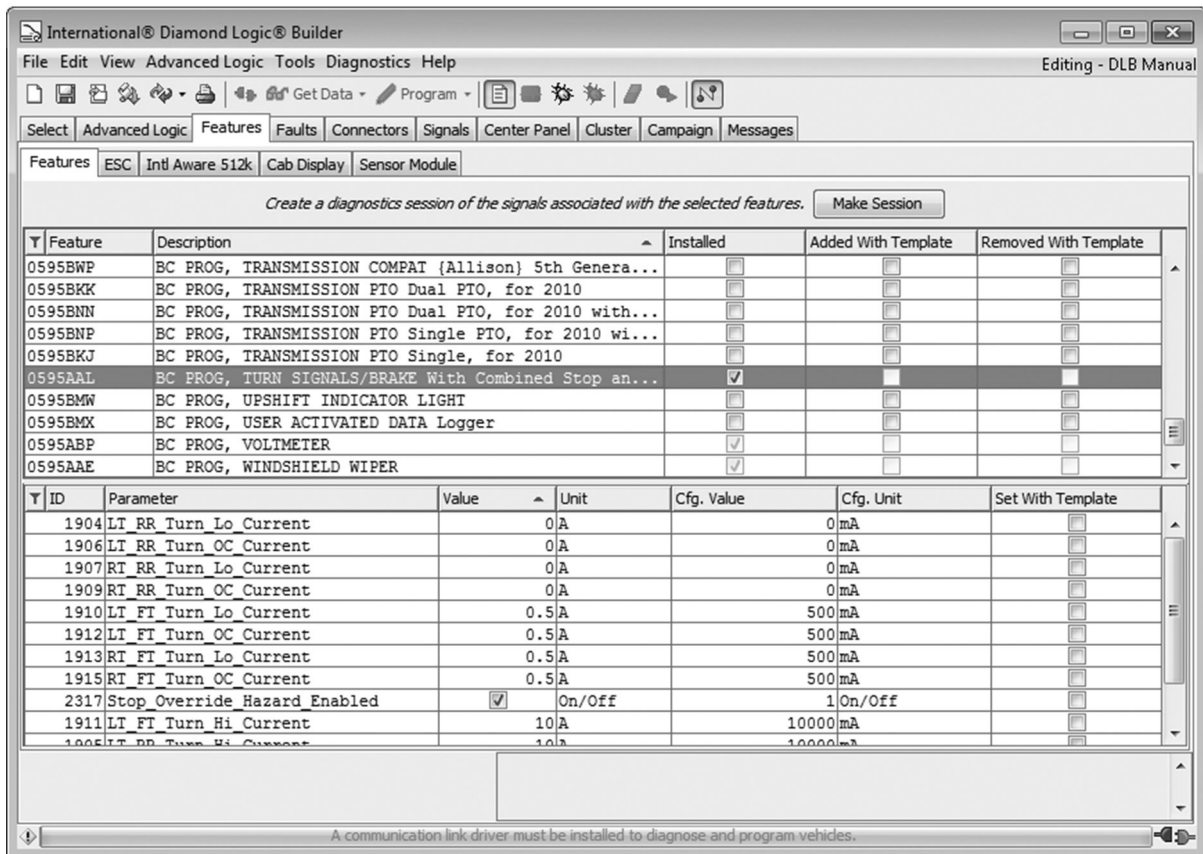 International® Diamond Logic® Builder
File Edit View Advanced Logic Tools Diagnostics Help Editing - DLB Manual
Get Data Program
Select Advanced Logic Features Faults Connectors Signals Center Panel Cluster Campaign Messages
Features ESC Intl Aware 512k Cab Display Sensor Module
Create a diagnostics session of the signals associated with the selected features. Make Session
Feature Description Installed Added With Template Removed With Template
0595BWP BC PROG, TRANSMISSION COMPAT {Allison} 5th Genera...
0595BKK BC PROG, TRANSMISSION PTO Dual PTO, for 2010
0595BNN BC PROG, TRANSMISSION PTO Dual PTO, for 2010 with...
0595BNP BC PROG, TRANSMISSION PTO Single PTO, for 2010 wi...
0595BKJ BC PROG, TRANSMISSION PTO Single, for 2010
0595AAL BC PROG, TURN SIGNALS/BRAKE With Combined Stop an...
0595BMW BC PROG, UPSHIFT INDICATOR LIGHT
0595BMX BC PROG, USER ACTIVATED DATA Logger
0595ABP BC PROG, VOLTMETER
0595AAE BC PROG, WINDSHIELD WIPER
ID Parameter Value Unit Cfg. Value Cfg. Unit Set With Template
1904 LT_RR_Turn_Lo_Current 0 A 0 mA
1906 LT_RR_Turn_OC_Current 0 A 0 mA
1907 RT_RR_Turn_Lo_Current 0 A 0 mA
1909 RT_RR_Turn_OC_Current 0 A 0 mA
1910 LT_FT_Turn_Lo_Current 0.5 A 500 mA
1912 LT_FT_Turn_OC_Current 0.5 A 500 mA
1913 RT_FT_Turn_Lo_Current 0.5 A 500 mA
1915 RT_FT_Turn_OC_Current 0.5 A 500 mA
2317 Stop_Override_Hazard_Enabled On/Off 1 On/Off
1911 LT_FT_Turn_Hi_Current 10 A 10000 mA
1905 LT_RR_Turn_Hi_Current 10 A 10000 mA
A communication link driver must be installed to diagnose and program vehicles.